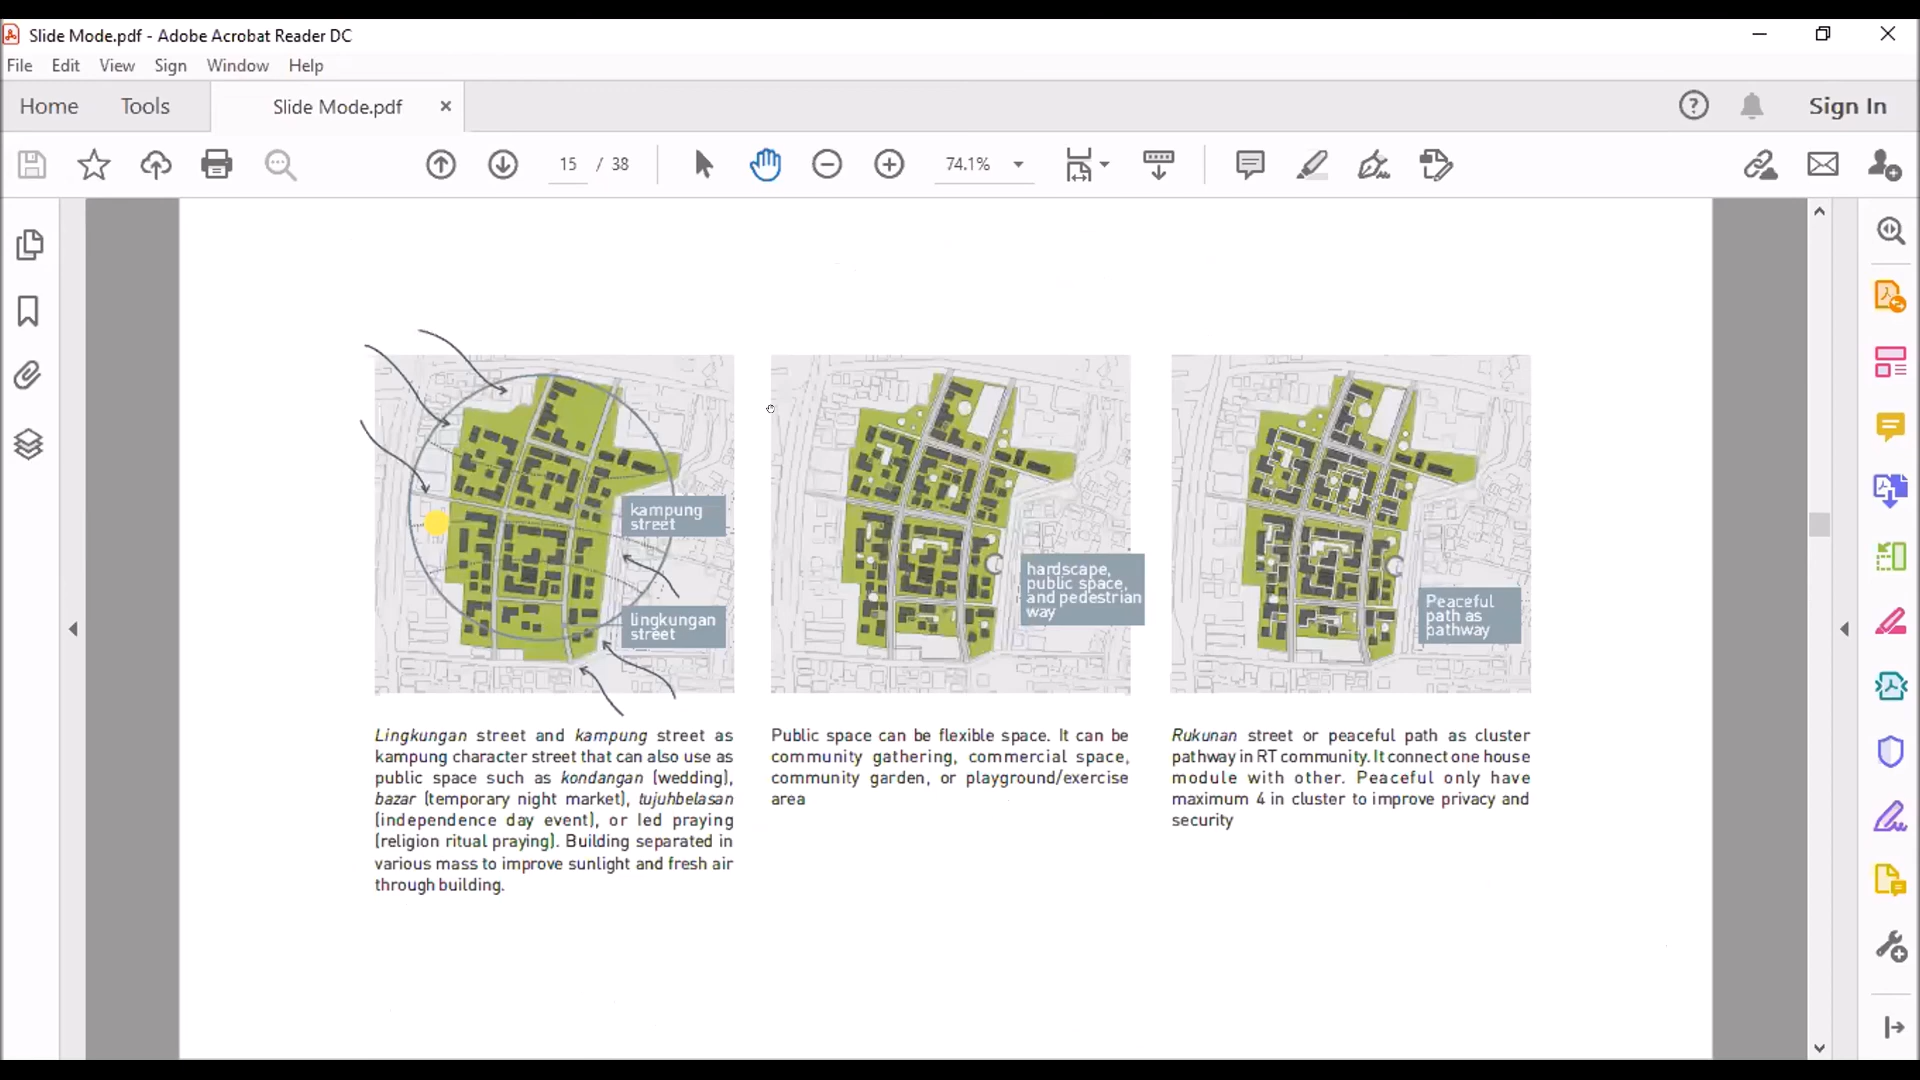 Slide Mode.pdf - Adobe Acrobat Reader DC
File Edit View Sign Window Help
Home Tools Slide Mode.pdf × Sign In
15 / 38 74.1%
kampung
street
lingkungan
street
hardscape,
public space,
and pedestrian
way
Peaceful
path as
pathway
Lingkungan street and kampung street as
kampung character street that can also use as
public space such as kondangan (wedding),
bazar (temporary night market), tujuhbelasan
(independence day event), or led praying
(religion ritual praying). Building separated in
various mass to improve sunlight and fresh air
through building.
Public space can be flexible space. It can be
community gathering, commercial space,
community garden, or playground/exercise
area
Rukunan street or peaceful path as cluster
pathway in RT community. It connect one house
module with other. Peaceful only have
maximum 4 in cluster to improve privacy and
security